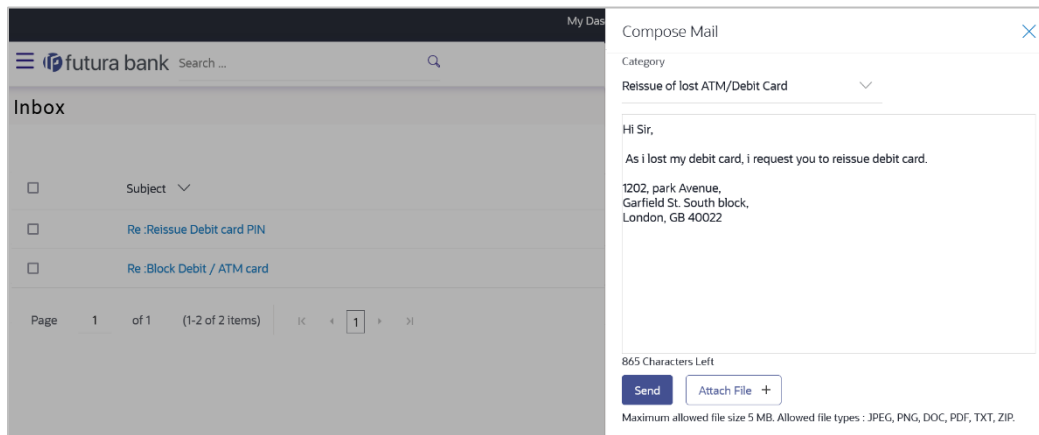 My Das
futura bank Search ...
Inbox
Subject
Re :Reissue Debit card PIN
Re :Block Debit / ATM card
Page 1 of 1 (1-2 of 2 items) 1
Compose Mail
Category
Reissue of lost ATM/Debit Card
Hi Sir,
As i lost my debit card, i request you to reissue debit card.
1202, park Avenue,
Garfield St. South block,
London, GB 40022
865 Characters Left
Send Attach File +
Maximum allowed file size 5 MB. Allowed file types : JPEG, PNG, DOC, PDF, TXT, ZIP.